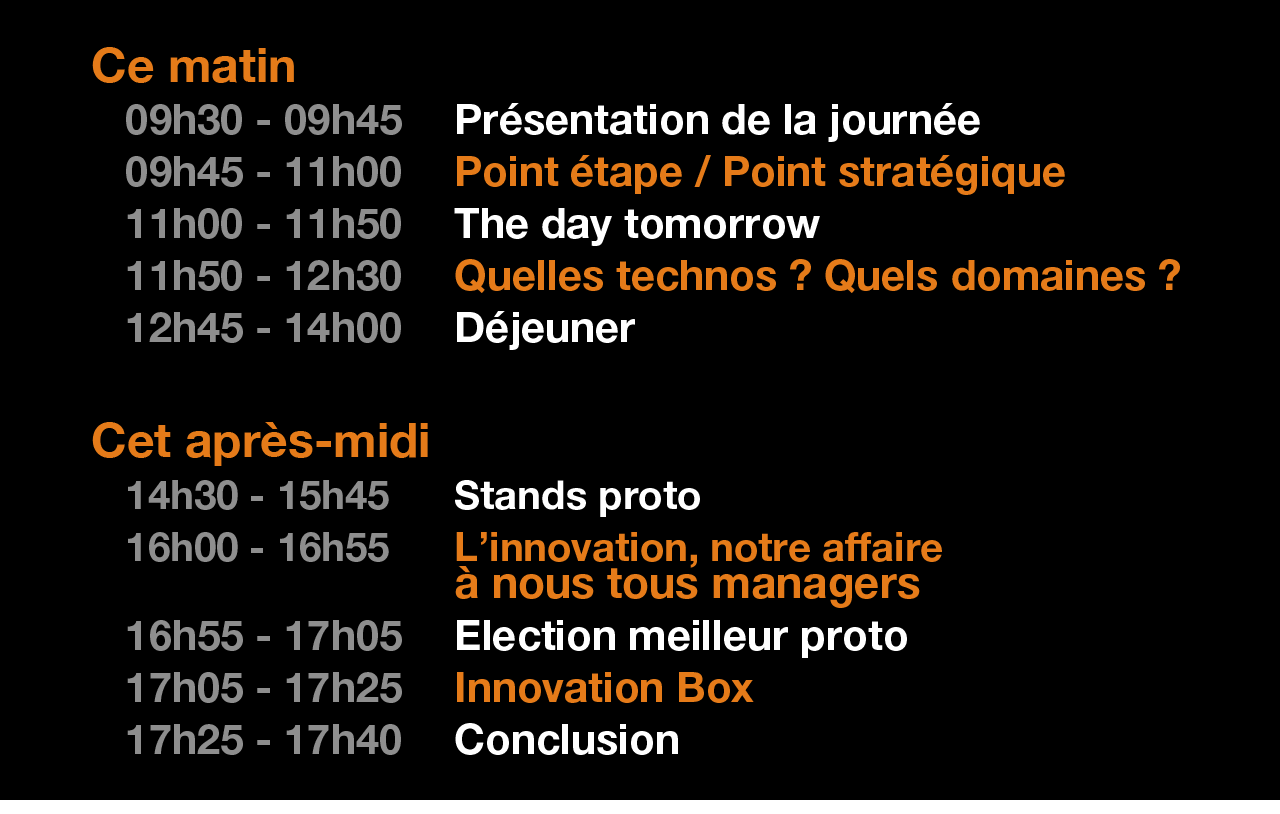 Ce matin
09h30 - 09h45 Présentation de la journée
09h45 - 11h00 Point étape / Point stratégique
11h00 - 11h50 The day tomorrow
11h50 - 12h30 Quelles technos ? Quels domaines ?
12h45 - 14h00 Déjeuner
Cet après-midi
14h30 - 15h45 Stands proto
16h00 - 16h55 L’innovation, notre affaire
à nous tous managers
16h55 - 17h05 Election meilleur proto
17h05 - 17h25 Innovation Box
17h25 - 17h40 Conclusion